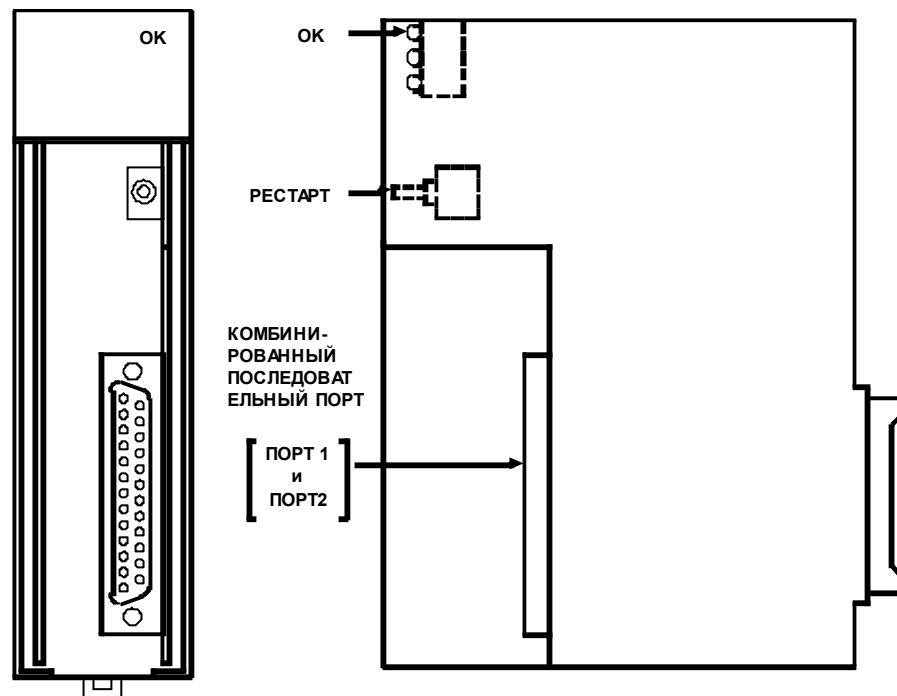 OK
OK
РЕСТАРТ
КОМБИНИ-
РОВАННЫЙ
ПОСЛЕДОВАТ
ЕЛЬНЫЙ ПОРТ
ПОРТ 1
и
ПОРТ2